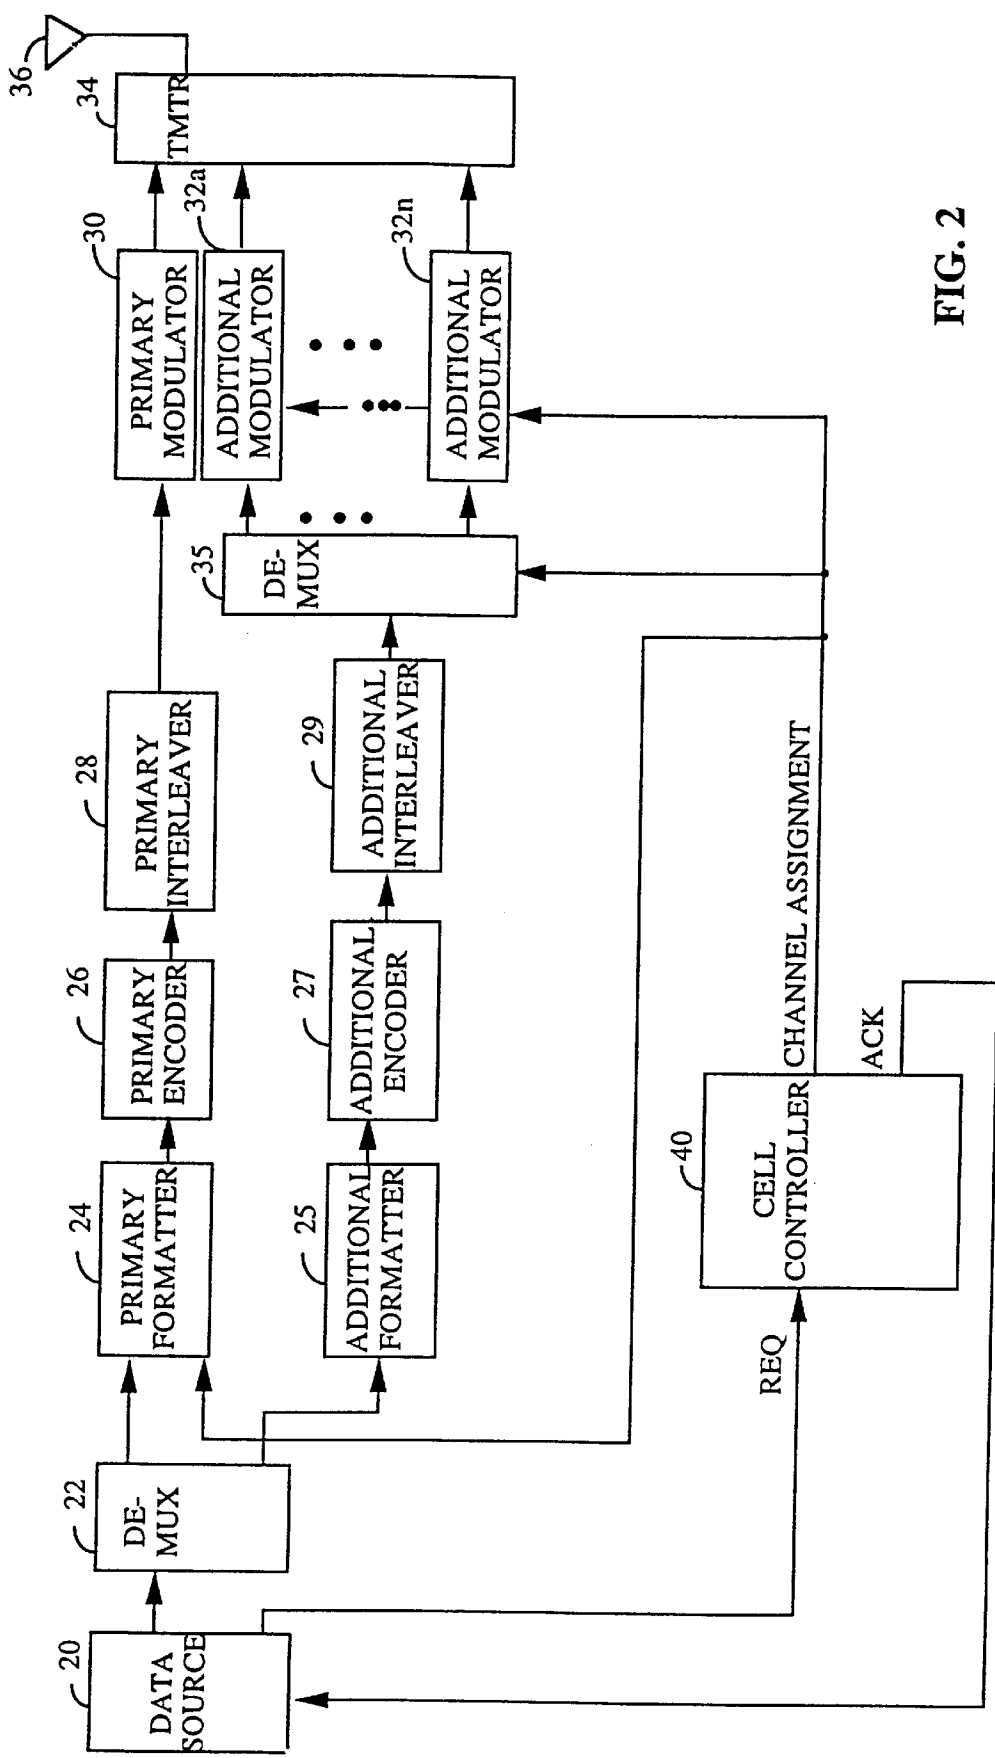 20
DATA
SOURCE
22
DE-
MUX
24
PRIMARY
FORMATTER
26
PRIMARY
ENCODER
28
PRIMARY
INTERLEAVER
30
PRIMARY
MODULATOR
34
TMTR
36
32a
ADDITIONAL
MODULATOR
25
ADDITIONAL
FORMATTER
27
ADDITIONAL
ENCODER
29
ADDITIONAL
INTERLEAVER
35
DE-
MUX
32n
ADDITIONAL
MODULATOR
REQ
40
CELL
CONTROLLER
CHANNEL ASSIGNMENT
ACK
FIG. 2